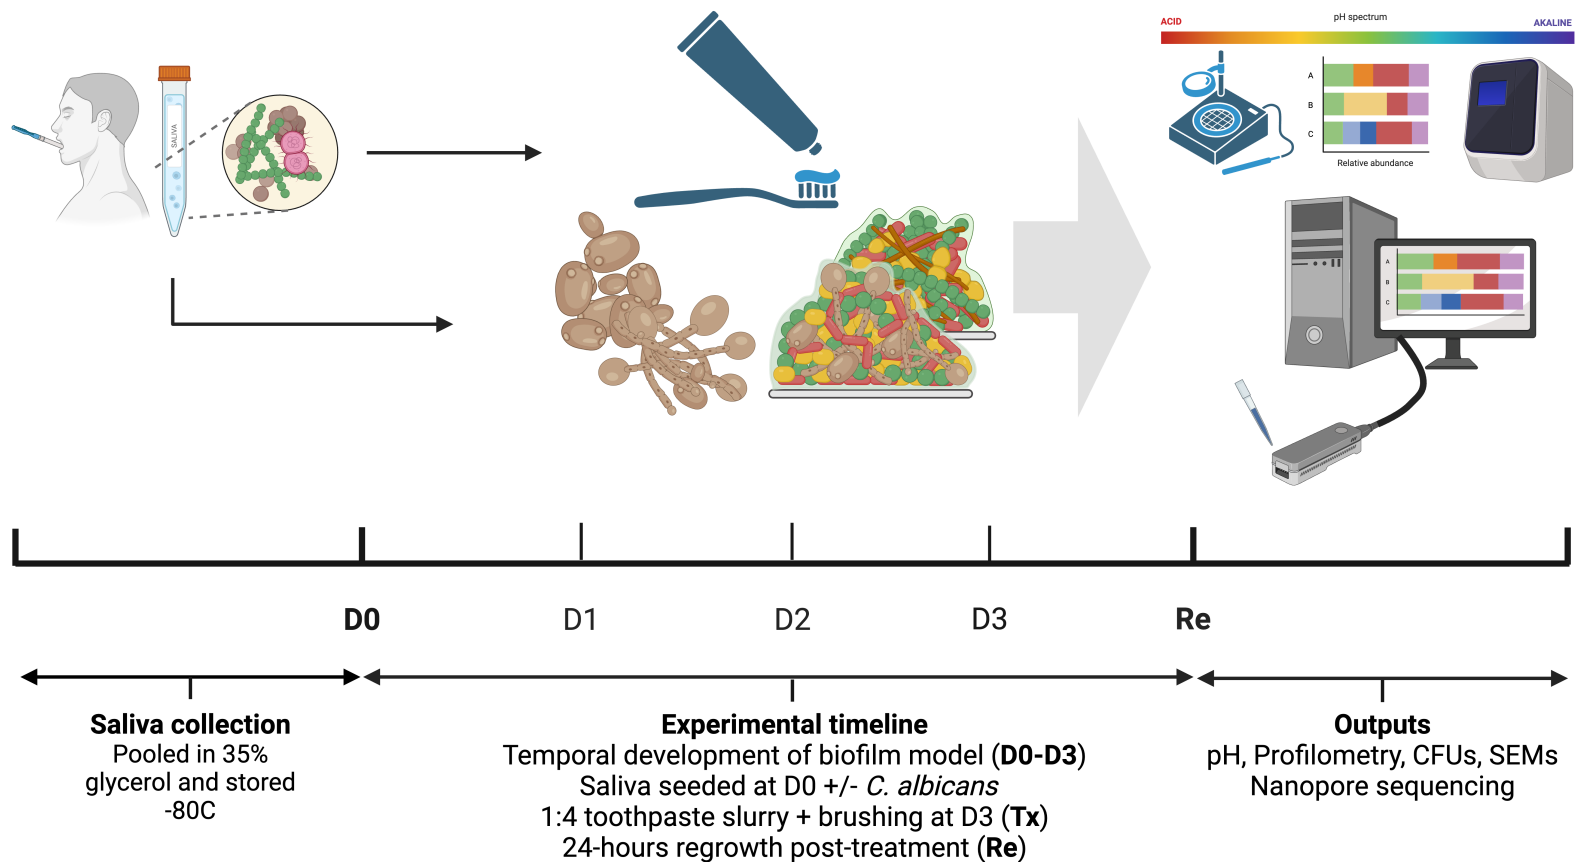 ACID
pH spectrum
AKALINE
SALIVA
A
B
C
Relative abundance
A
B
C
D0
D1
D2
D3
Re
Saliva collection
Pooled in 35%
glycerol and stored
-80C
Experimental timeline
Temporal development of biofilm model (D0-D3)
Saliva seeded at D0 +/- C. albicans
1:4 toothpaste slurry + brushing at D3 (Tx)
24-hours regrowth post-treatment (Re)
Outputs
pH, Profilometry, CFUs, SEMs
Nanopore sequencing